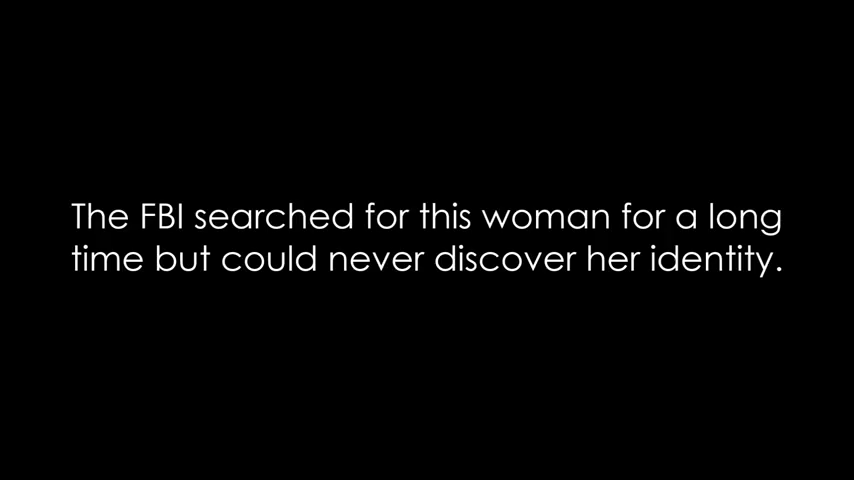 The FBI searched for this woman for a long
time but could never discover her identity.